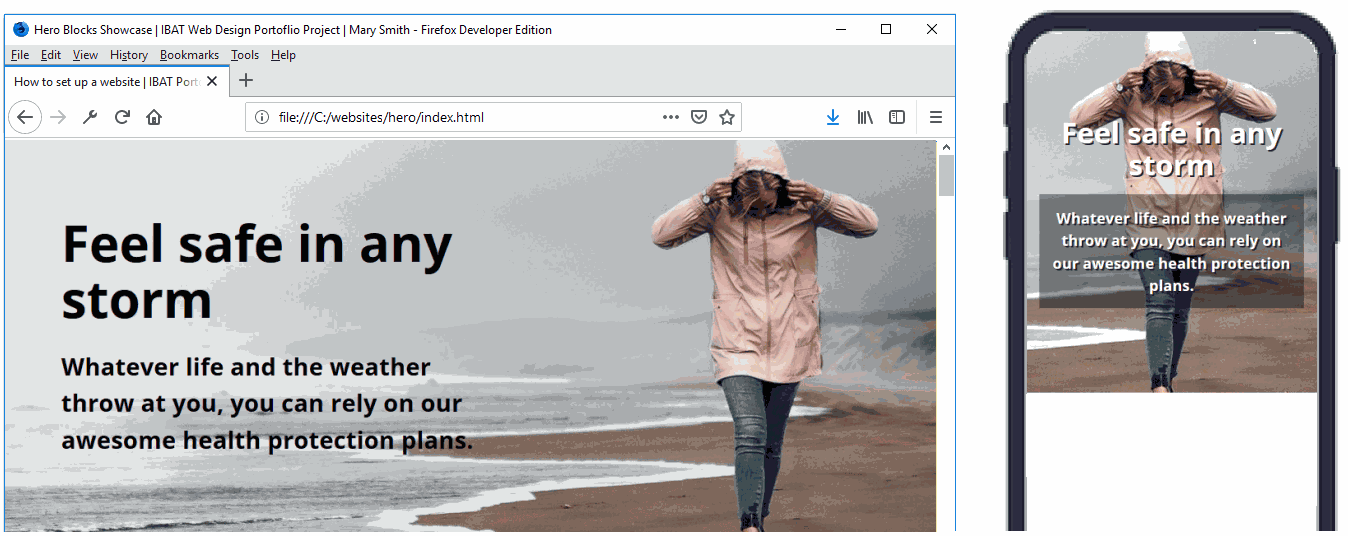 Hero Blocks Showcase | IBAT Web Design Portoflio Project | Mary Smith - Firefox Developer Edition
File Edit View History Bookmarks Tools Help
How to set up a website | IBAT Port
file:///C:/websites/hero/index.html
Feel safe in any
storm
Whatever life and the weather
throw at you, you can rely on our
awesome health protection plans.
Feel safe in any
storm
Whatever life and the weather
throw at you, you can rely on
our awesome health protection
plans.